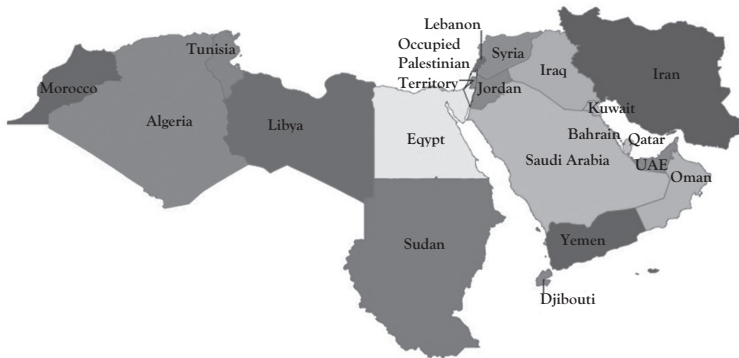 Lebanon
Occupied
Palestinian
Territory
Syria
Tunisia
Morocco
Iraq
Iran
Jordan
Algeria
Libya
Eqypt
Kuwait
Bahrain
Qatar
Saudi Arabia
UAE
Oman
Sudan
Yemen
Djibouti